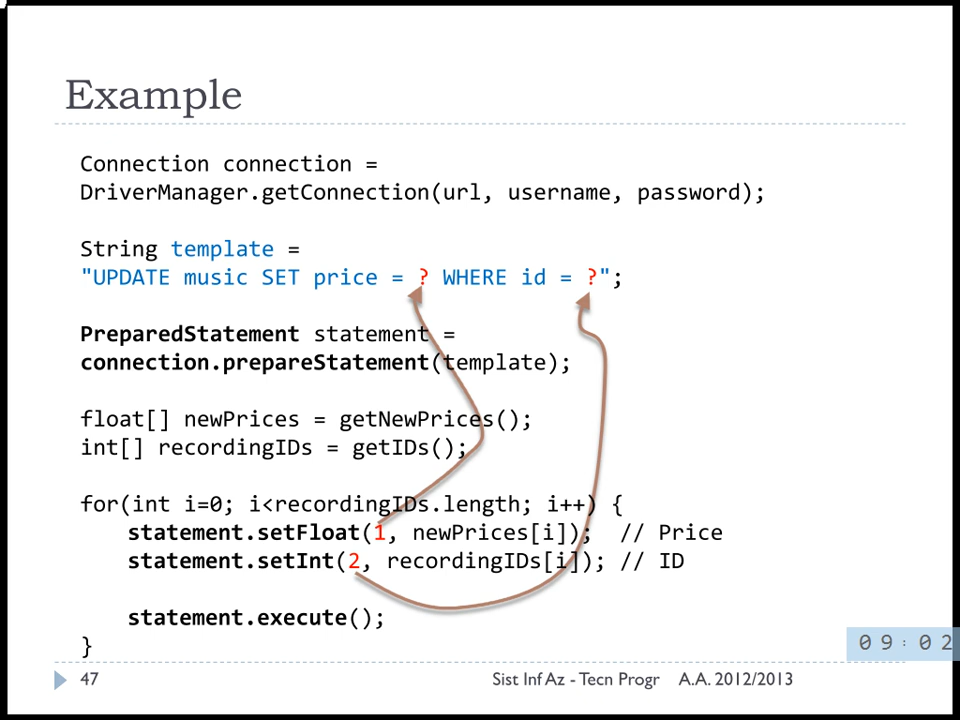 Example
Connection connection =
DriverManager.getConnection(url, username, password);
String template =
"UPDATE music SET price = ? WHERE id = ?";
PreparedStatement statement =
connection.prepareStatement(template);
float[] newPrices = getNewPrices();
int[] recordingIDs = getIDs();
for(int i=0; i<recordingIDs.length; i++) {
statement.setFloat(1, newPrices[i]);  // Price
statement.setInt(2, recordingIDs[i]); // ID
statement.execute();
}
09:02
47 Sist Inf Az - Tecn Progr A.A. 2012/2013